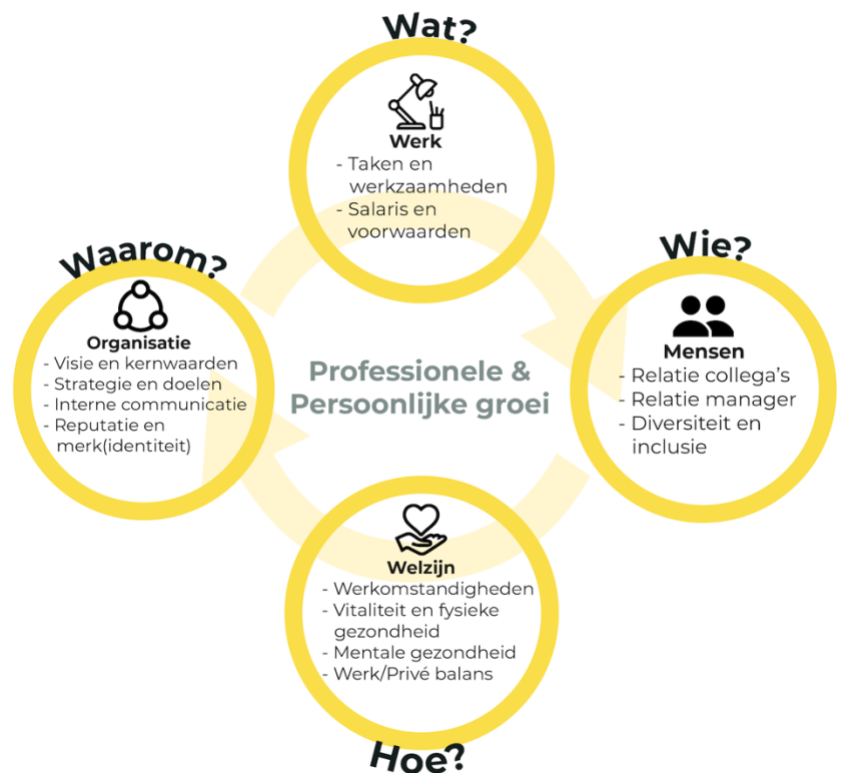 Wat?
Werk
- Taken en
werkzaamheden
- Salaris en
voorwaarden
Waarom?
Organisatie
- Visie en kernwaarden
- Strategie en doelen
- Interne communicatie
- Reputatie en
merk(identiteit)
Professionele &
Persoonlijke groei
Wie?
Mensen
- Relatie collega's
- Relatie manager
- Diversiteit en
inclusie
Welzijn
- Werkomstandigheden
- Vitaliteit en fysieke
gezondheid
- Mentale gezondheid
- Werk/Privé balans
Hoe?